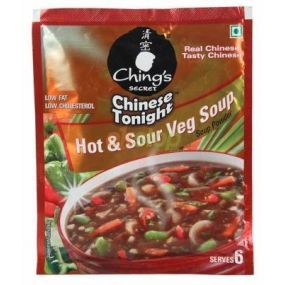 清
蜜
Ching's
SECRET
Real Chinese
Tasty Chinese
LOW FAT
LOW CHOLESTEROL
Chinese
Tonight
Hot & Sour Veg Soup
Soup Powder
SERVES 6